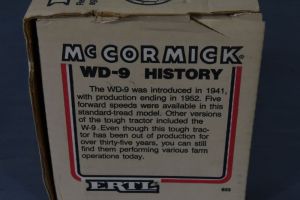 McCORMICK®
WD-9 HISTORY
The WD-9 was introduced in 1941,
with production ending in 1952. Five
forward speeds were available in this
standard-tread model. Other versions
of the tough tractor included the
W-9. Even though this tough trac-
tor has been out of production for
over thirty-five years, you can still
find them performing various farm
operations today.
ERTL